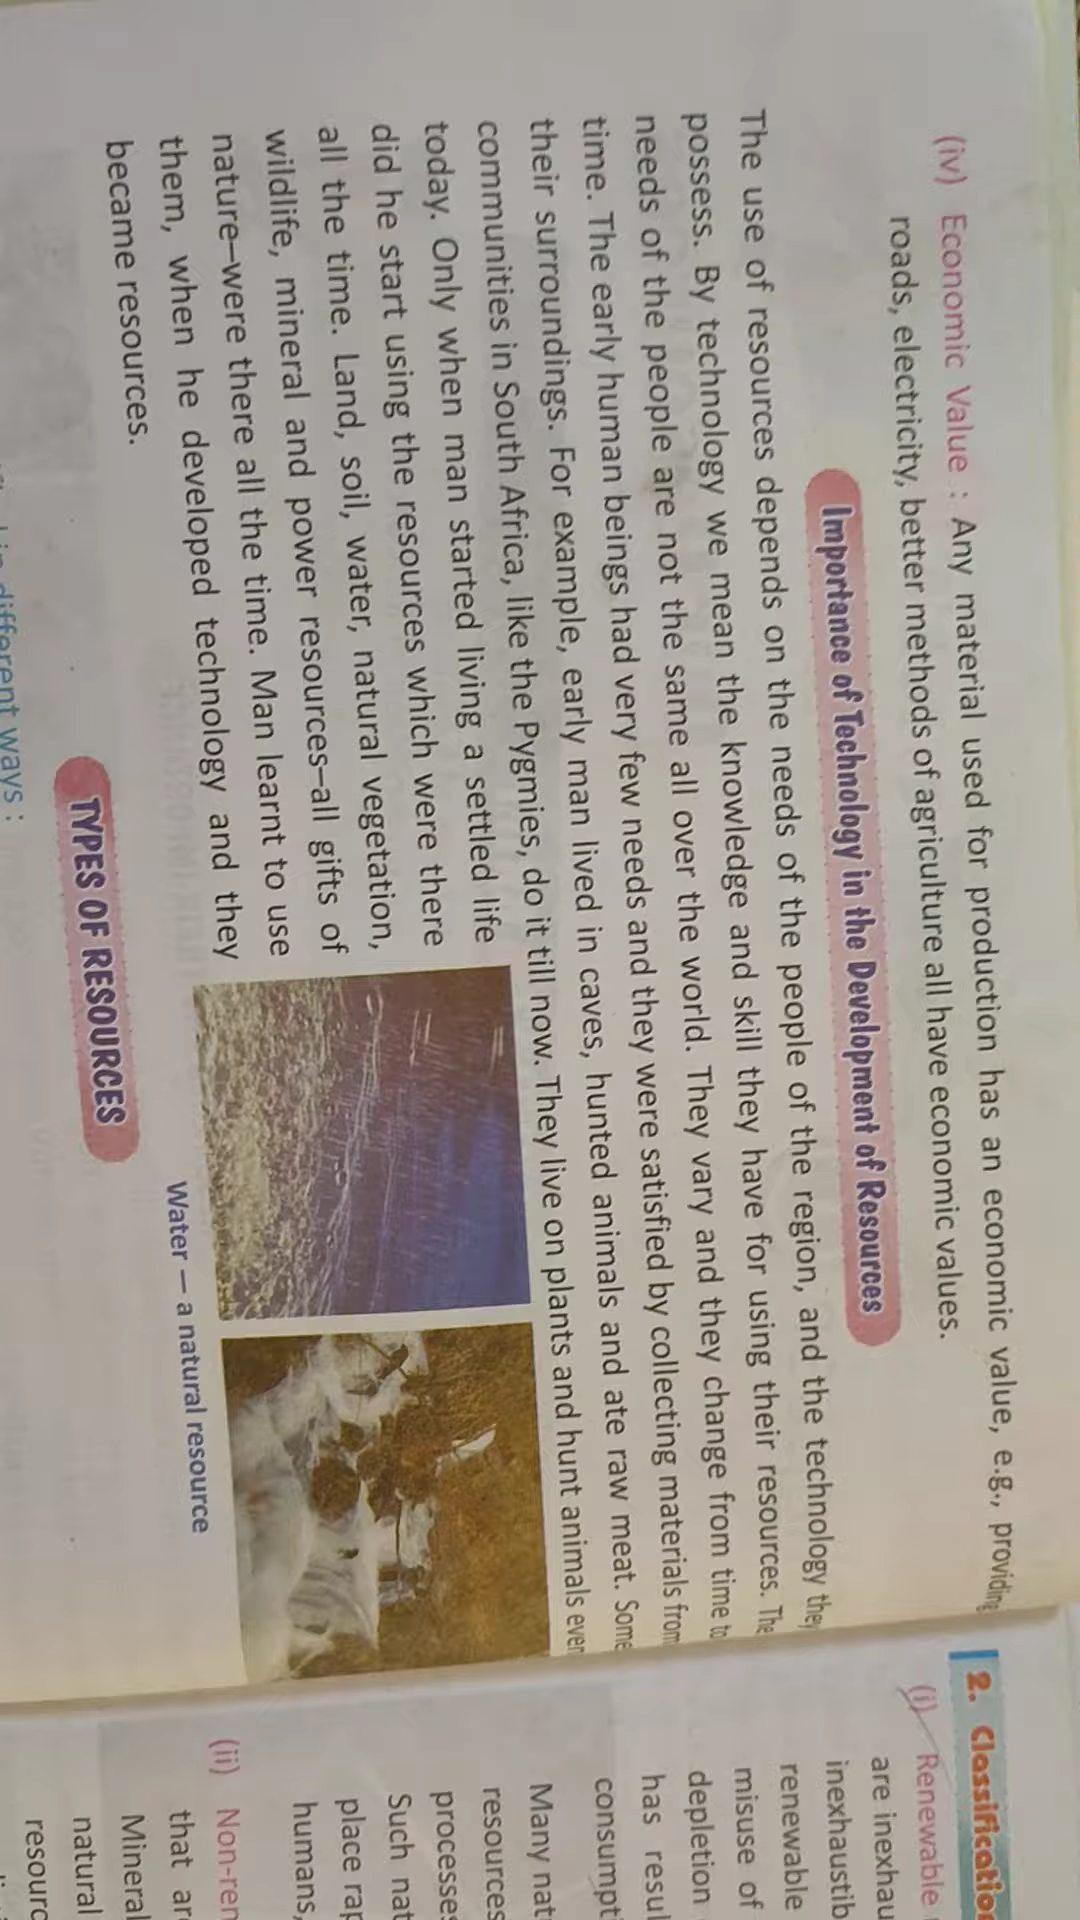 (iv) Economic Value : Any material used for production has an economic value, e.g., providing
roads, electricity, better methods of agriculture all have economic values.
Importance of Technology in the Development of Resources
The use of resources depends on the needs of the people of the region, and the technology they
possess. By technology we mean the knowledge and skill they have for using their resources. The
needs of the people are not the same all over the world. They vary and they change from time to
time. The early human beings had very few needs and they were satisfied by collecting materials from
their surroundings. For example, early man lived in caves, hunted animals and ate raw meat. Some
communities in South Africa, like the Pygmies, do it till now. They live on plants and hunt animals even
today. Only when man started living a settled life
did he start using the resources which were there
all the time. Land, soil, water, natural vegetation,
wildlife, mineral and power resources—all gifts of
nature—were there all the time. Man learnt to use
them, when he developed technology and they
became resources.
Water — a natural resource
TYPES OF RESOURCES
different ways :
2. Classification
(i) Renewable
are inexhau
inexhaustib
renewable
misuse of
depletion
has resul
consumpt
Many nat
resources
processes
Such nat
place rap
humans,
(ii) Non-ren
that are
Mineral
natural
resourc